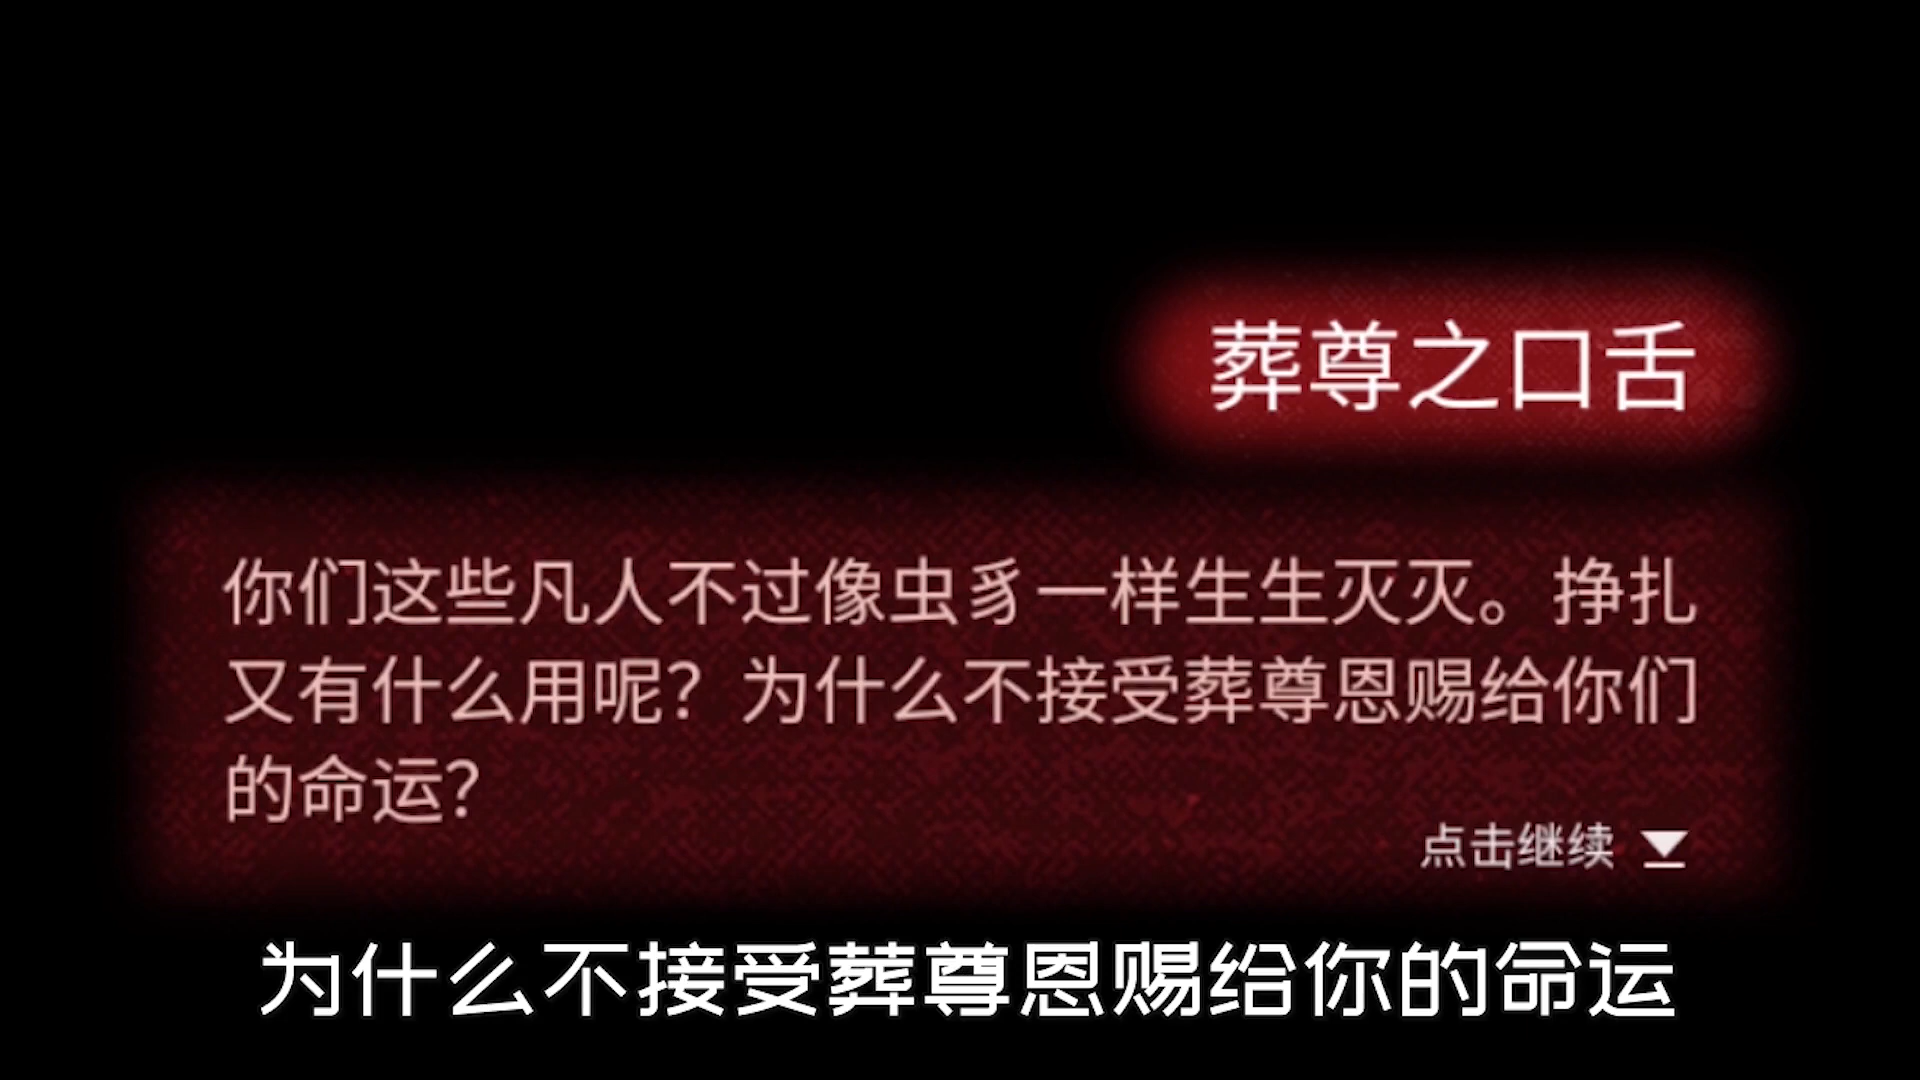 葬尊之口舌
你们这些凡人不过像虫豸一样生生灭灭。挣扎
又有什么用呢？为什么不接受葬尊恩赐给你们
的命运？
点击继续
为什么不接受葬尊恩赐给你的命运